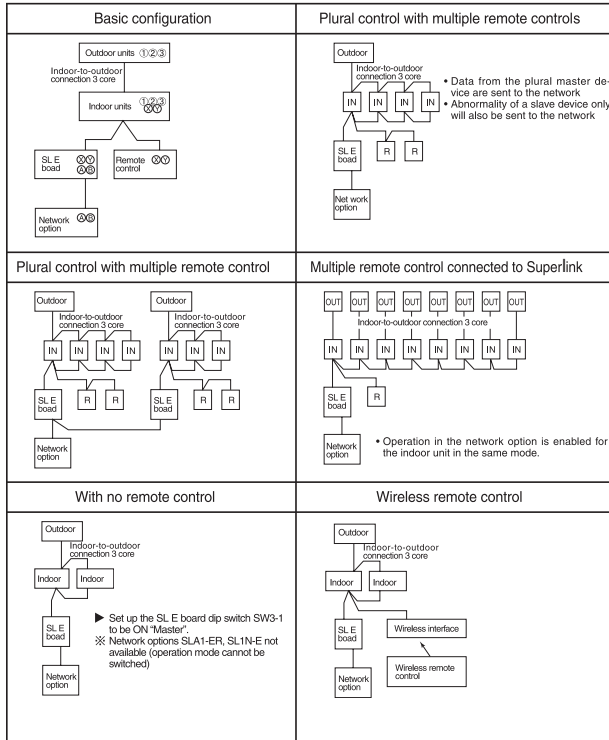 Basic configuration
Outdoor units ①②③
Indoor-to-outdoor
connection 3 core
Indoor units ①②③
ⓍⓎ
SL E
boad
ⓍⓎ
ⒶⒷ
Remote
control
ⓍⓎ
Network
option
ⒶⒷ
Plural control with multiple remote controls
Outdoor
Indoor-to-outdoor
connection 3 core
IN IN IN IN
SL E
boad
R R
Net work
option
• Data from the plural master de-
vice are sent to the network
• Abnormality of a slave device only
will also be sent to the network
Plural control with multiple remote control
Outdoor
Indoor-to-outdoor
connection 3 core
IN IN IN IN
SL E
boad
R R
Network
option
Outdoor
Indoor-to-outdoor
connection 3 core
IN IN IN IN
SL E
boad
R R
Multiple remote control connected to Superlink
OUT OUT OUT OUT OUT OUT OUT OUT
Indoor-to-outdoor connection 3 core
IN IN IN IN IN IN IN IN
SL E
boad
R
Network
option
• Operation in the network option is enabled for
the indoor unit in the same mode.
With no remote control
Outdoor
Indoor-to-outdoor
connection 3 core
Indoor Indoor
SL E
boad
Network
option
▶ Set up the SL E board dip switch SW3-1
to be ON “Master”.
※ Network options SLA1-ER, SL1N-E not
available (operation mode cannot be
switched)
Wireless remote control
Outdoor
Indoor-to-outdoor
connection 3 core
Indoor Indoor
SL E
boad
Wireless interface
Wireless remote
control
Network
option